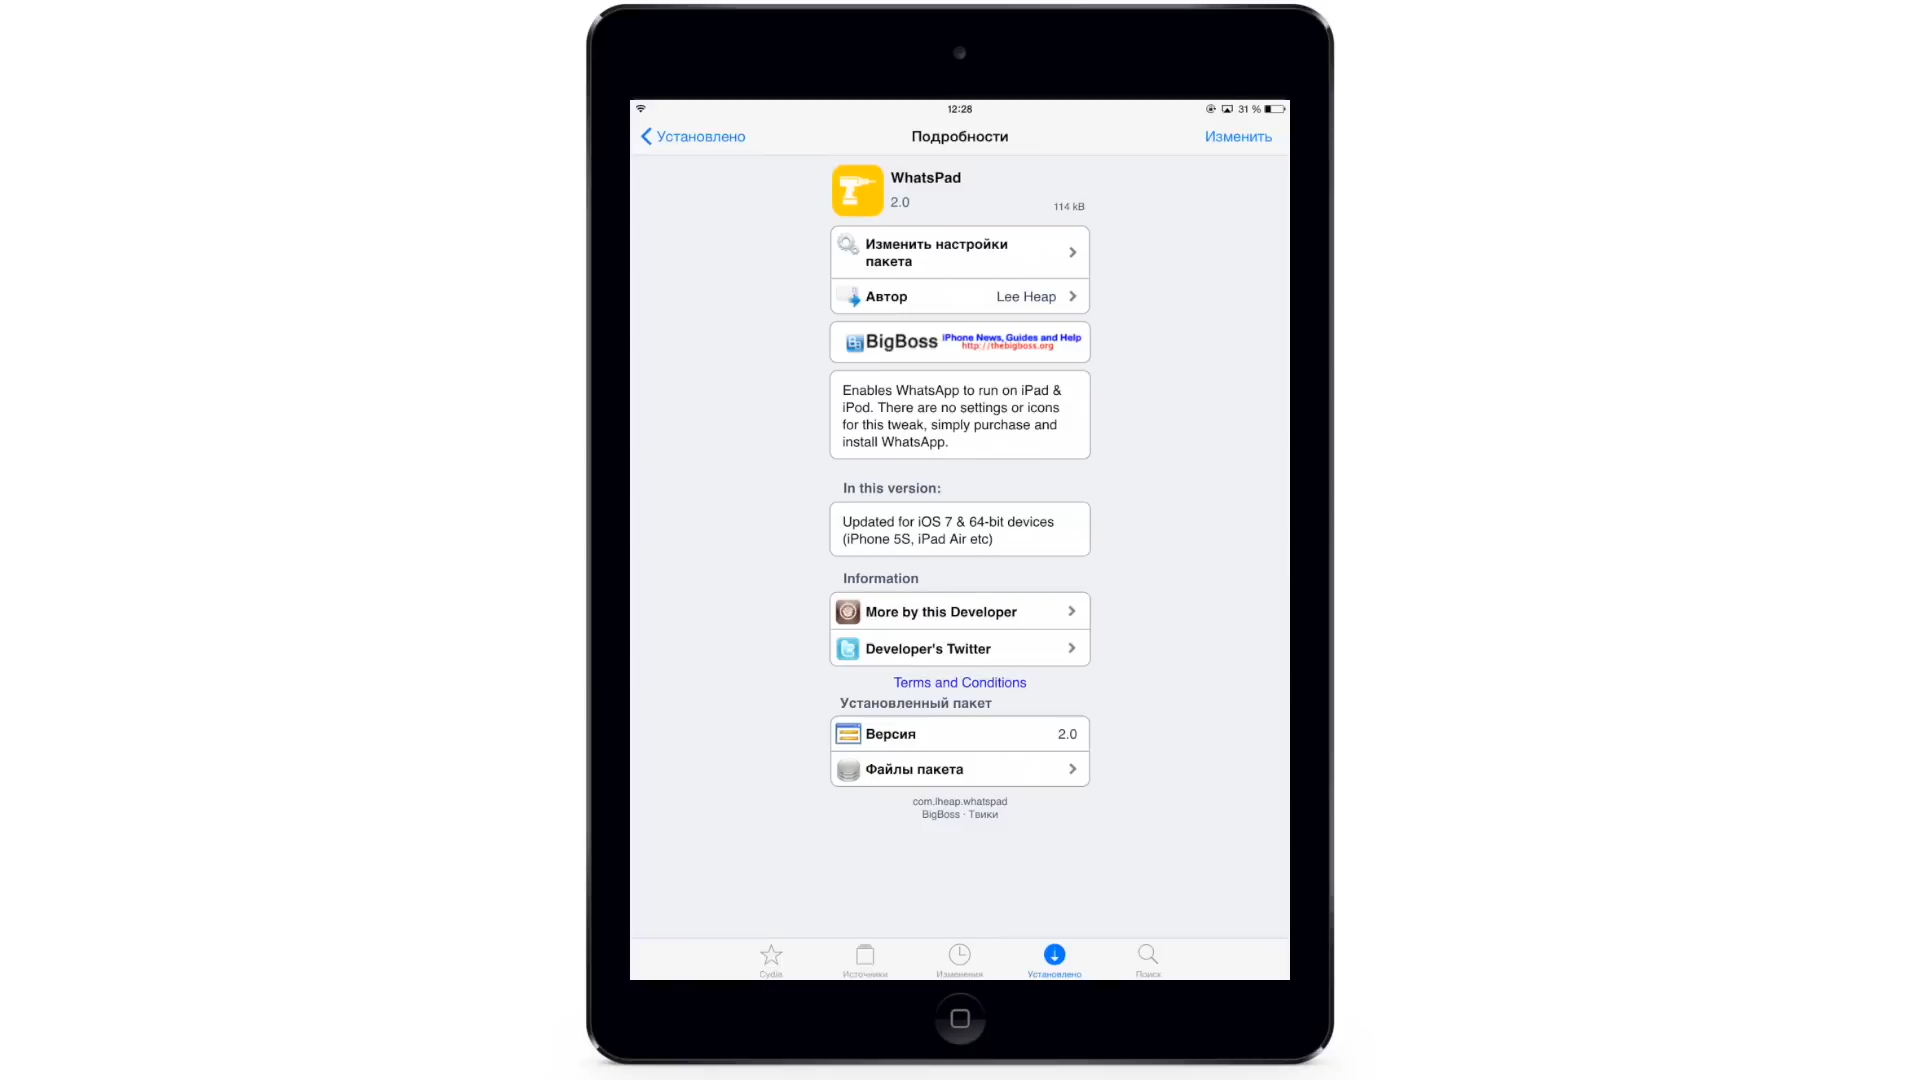 12:28
31 %
Установлено
Подробности
Изменить
WhatsPad
2.0
114 kB
Изменить настройки
пакета
Автор
Lee Heap
BigBoss
iPhone News, Guides and Help
http://thebigboss.org
Enables WhatsApp to run on iPad &
iPod. There are no settings or icons
for this tweak, simply purchase and
install WhatsApp.
In this version:
Updated for iOS 7 & 64-bit devices
(iPhone 5S, iPad Air etc)
Information
More by this Developer
Developer's Twitter
Terms and Conditions
Установленный пакет
Версия
2.0
Файлы пакета
com.lheap.whatspad
BigBoss · Твики
Cydia
Источники
Изменения
Установлено
Поиск